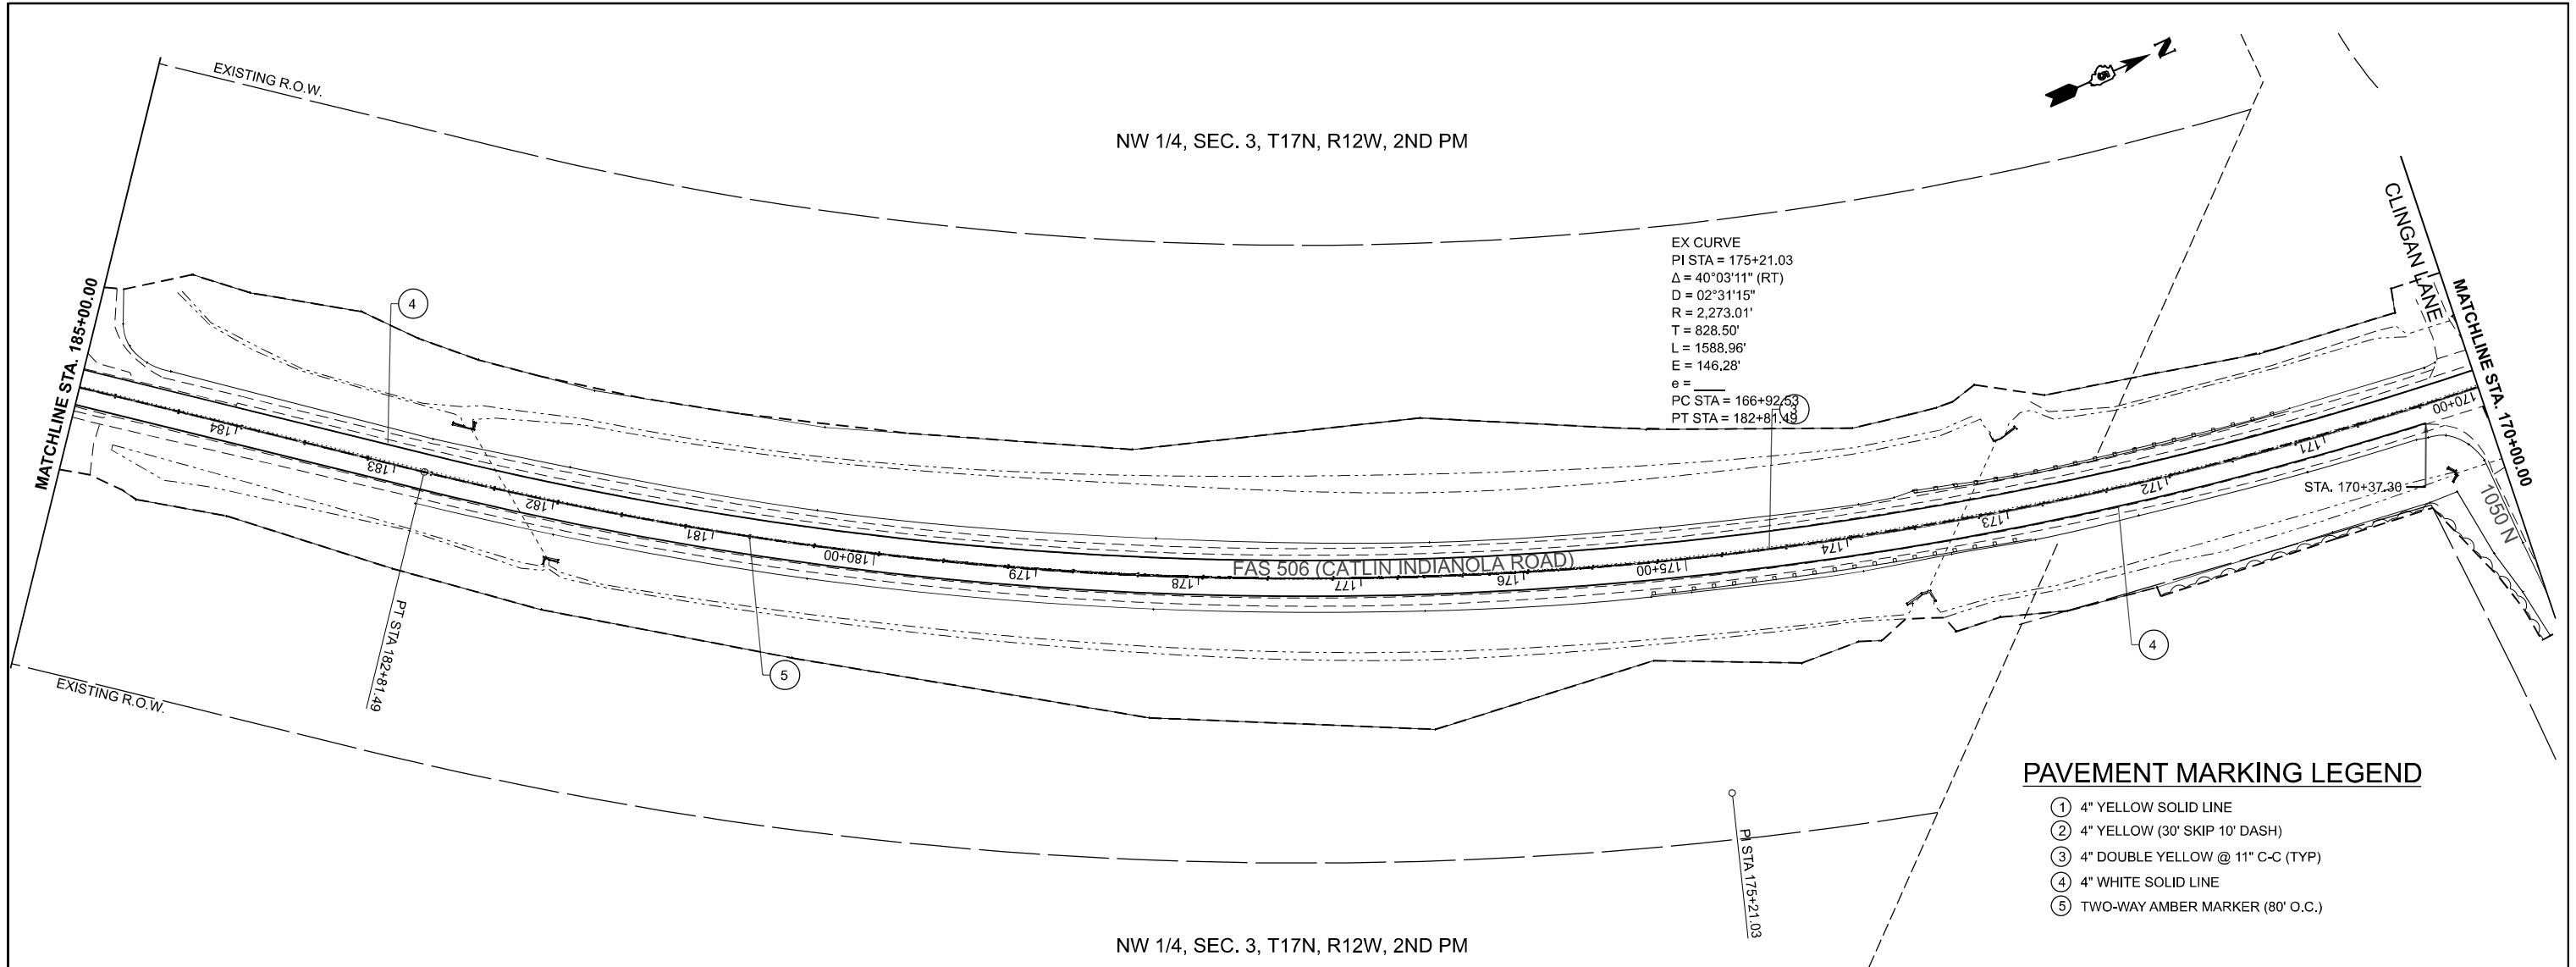 EXISTING R.O.W.
N
NW 1/4, SEC. 3, T17N, R12W, 2ND PM
CLINGAN LANE
MATCHLINE STA. 185+00.00
MATCHLINE STA. 170+00.00
EX CURVE
PI STA = 175+21.03
Δ = 40°03'11" (RT)
D = 02°31'15"
R = 2,273.01'
T = 828.50'
L = 1588.96'
E = 146.28'
e = ____
PC STA = 166+92.53
PT STA = 182+81.49
4
3
184
183
182
181
180+00
179
178
177
176
175+00
174
173
172
171
170+00
FAS 506 (CATLIN INDIANOLA ROAD)
STA. 170+37.30
1050 N
PT STA 182+81.49
5
4
EXISTING R.O.W.
PI STA 175+21.03
NW 1/4, SEC. 3, T17N, R12W, 2ND PM
PAVEMENT MARKING LEGEND
1 4" YELLOW SOLID LINE
2 4" YELLOW (30' SKIP 10' DASH)
3 4" DOUBLE YELLOW @ 11" C-C (TYP)
4 4" WHITE SOLID LINE
5 TWO-WAY AMBER MARKER (80' O.C.)